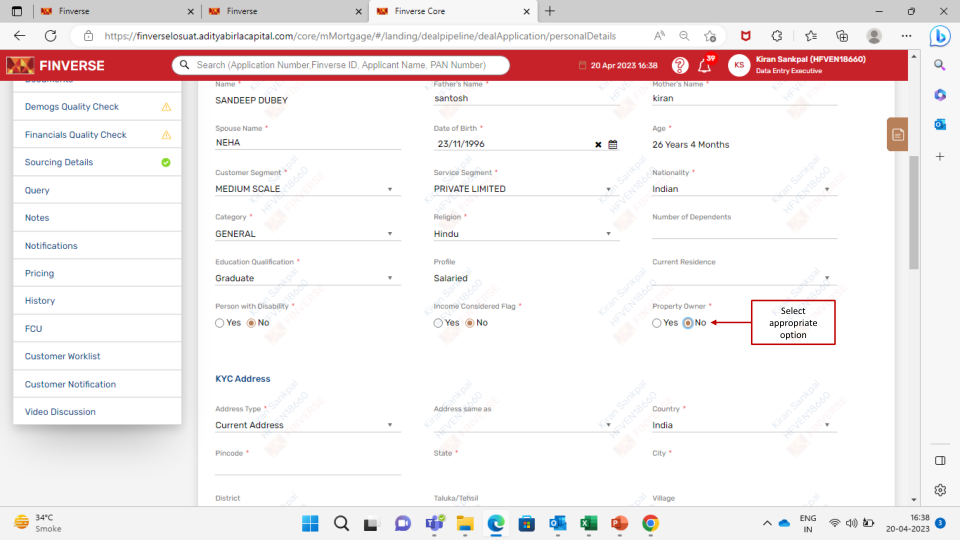 Finverse
Finverse
Finverse Core
https://finverselosuat.adityabirlacapital.com/core/mMortgage/#/landing/dealpipeline/dealApplication/personalDetails
FINVERSE
Search (Application Number,Finverse ID, Applicant Name, PAN Number)
20 Apr 2023 16:38
39
KS
Kiran Sankpal (HFVEN18660)
Data Entry Executive
Documents
Demogs Quality Check
Financials Quality Check
Sourcing Details
Query
Notes
Notifications
Pricing
History
FCU
Customer Worklist
Customer Notification
Video Discussion
Name * Father's Name * Mother's Name *
SANDEEP DUBEY santosh kiran
Spouse Name * Date of Birth * Age *
NEHA 23/11/1996 26 Years 4 Months
Customer Segment * Service Segment * Nationality *
MEDIUM SCALE PRIVATE LIMITED Indian
Category * Religion * Number of Dependents
GENERAL Hindu
Education Qualification * Profile Current Residence
Graduate Salaried
Person with Disability * Income Considered Flag * Property Owner *
Yes No Yes No Yes No
Select
appropriate
option
KYC Address
Address Type * Address same as Country *
Current Address India
Pincode * State * City *
District Taluka/Tefisil Village
Kiran Sankpal
HFVEN18660
FINVERSE
34°C
Smoke
ENG
IN
16:38
20-04-2023
3